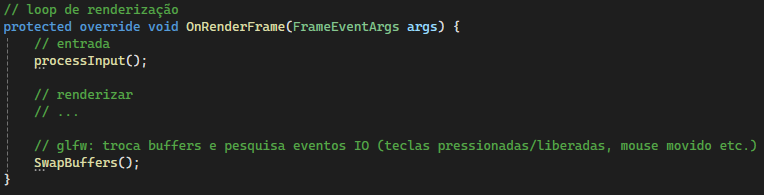 // loop de renderização
protected override void OnRenderFrame(FrameEventArgs args) {
// entrada
processInput();
// renderizar
// ...
// glfw: troca buffers e pesquisa eventos IO (teclas pressionadas/liberadas, mouse movido etc.)
SwapBuffers();
}